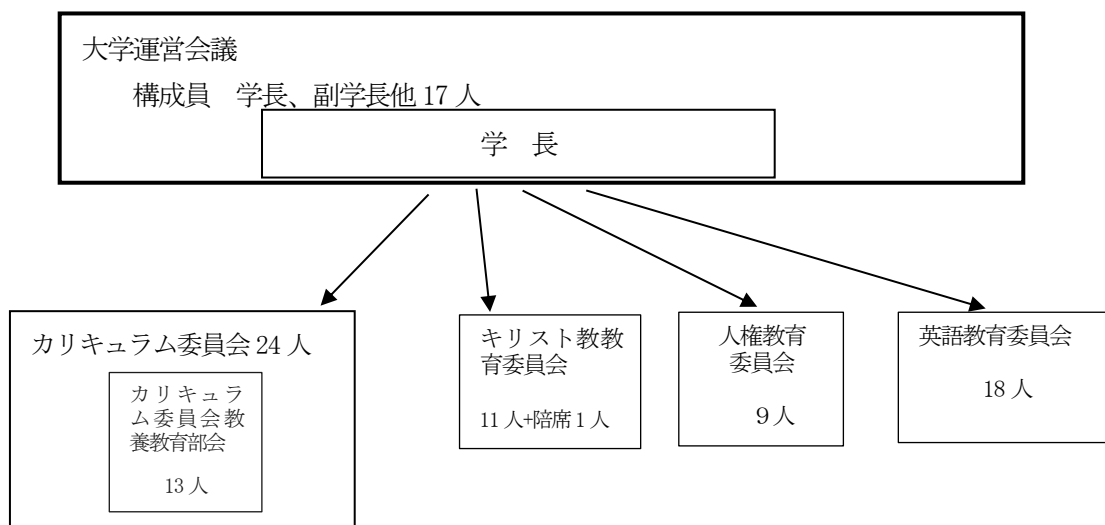 大学運営会議
構成員　学長、副学長他 17 人
学　長
カリキュラム委員会 24 人
カリキュラ
ム委員会教
養教育部会
13 人
キリスト教教
育委員会
11 人+陪席 1 人
人権教育
委員会
９人
英語教育委員会
18 人